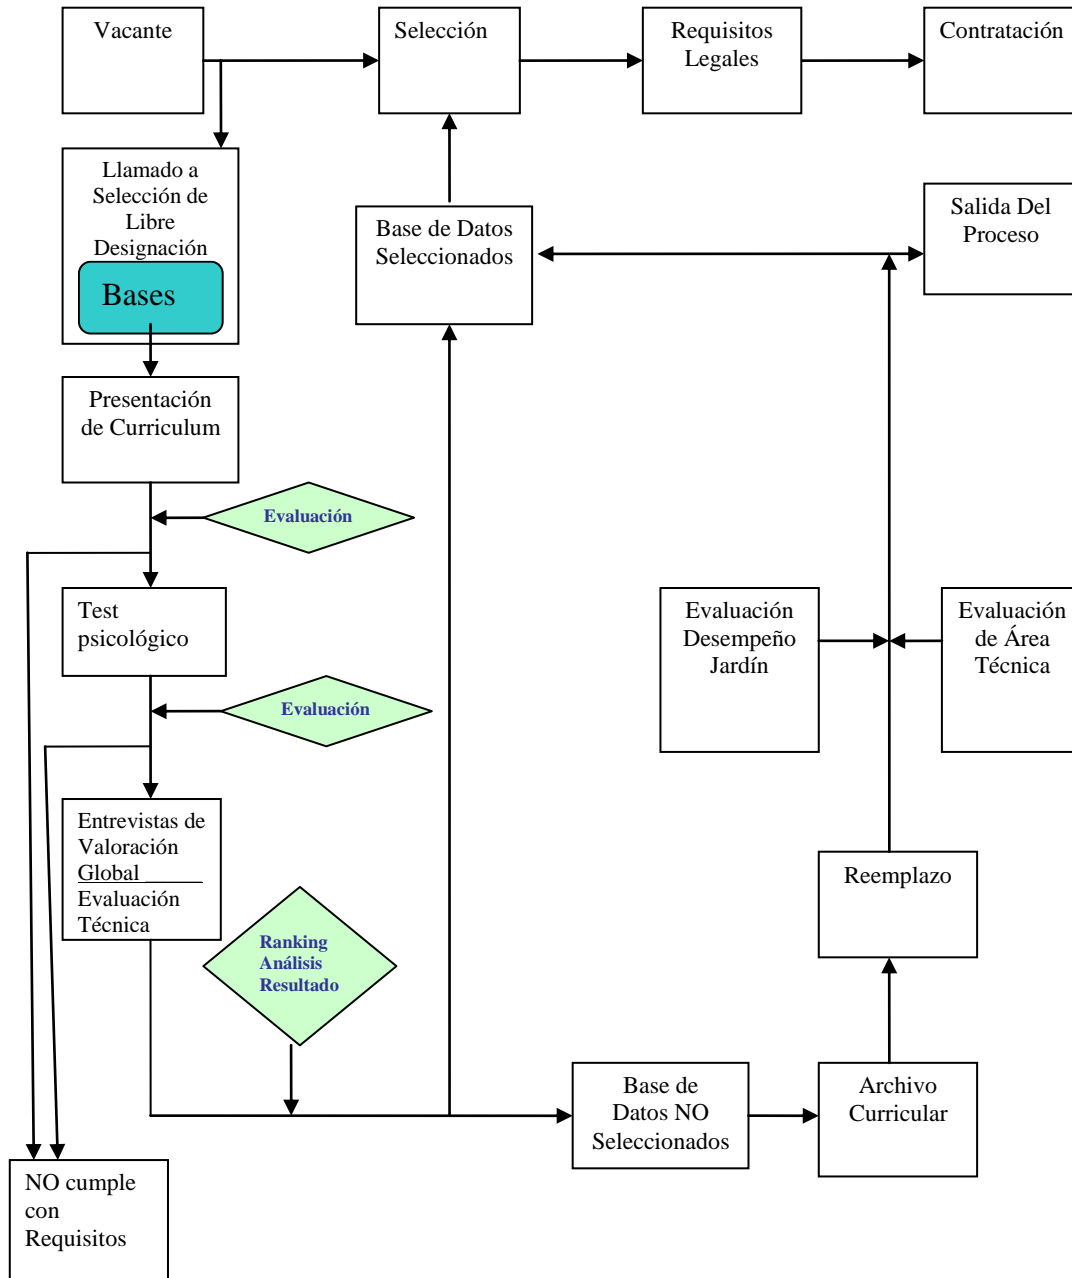 Vacante
Selección
Requisitos
Legales
Contratación
Llamado a
Selección de
Libre
Designación
Bases
Base de Datos
Seleccionados
Salida Del
Proceso
Presentación
de Curriculum
Evaluación
Test
psicológico
Evaluación
Desempeño
Jardín
Evaluación
de Área
Técnica
Evaluación
Entrevistas de
Valoración
Global _____
Evaluación
Técnica
Ranking
Análisis
Resultado
Reemplazo
Base de
Datos NO
Seleccionados
Archivo
Curricular
NO cumple
con
Requisitos